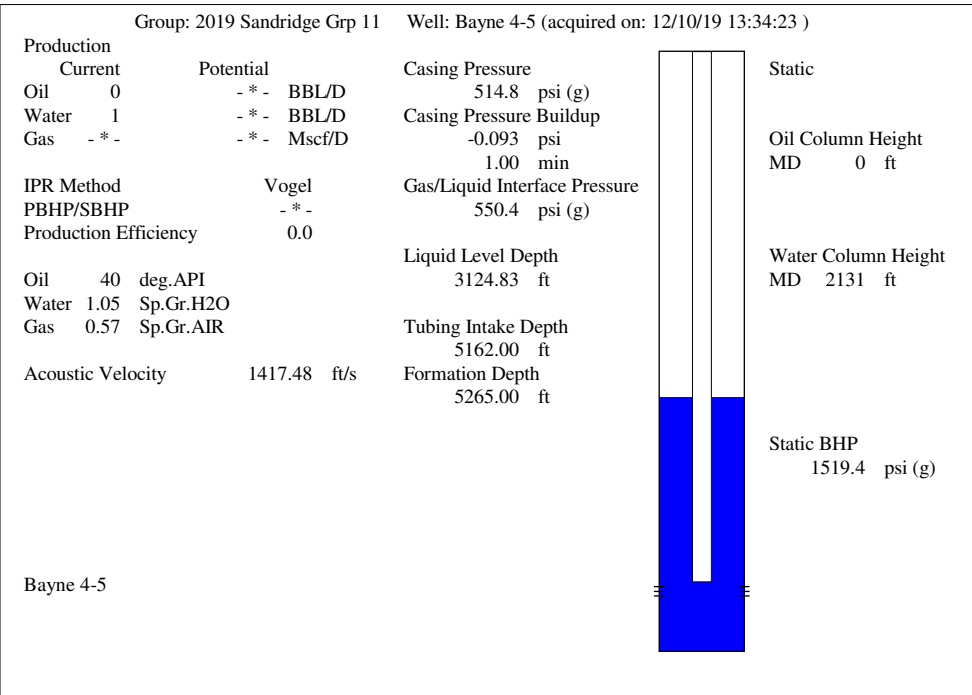 Group: 2019 Sandridge Grp 11 Well: Bayne 4-5 (acquired on: 12/10/19 13:34:23 )
Production
Current Potential
Oil 0 - * - BBL/D
Water 1 - * - BBL/D
Gas - * - - * - Mscf/D
IPR Method Vogel
PBHP/SBHP - * -
Production Efficiency 0.0
Oil 40 deg.API
Water 1.05 Sp.Gr.H2O
Gas 0.57 Sp.Gr.AIR
Acoustic Velocity 1417.48 ft/s
Casing Pressure
514.8 psi (g)
Casing Pressure Buildup
-0.093 psi
1.00 min
Gas/Liquid Interface Pressure
550.4 psi (g)
Liquid Level Depth
3124.83 ft
Tubing Intake Depth
5162.00 ft
Formation Depth
5265.00 ft
Static
Oil Column Height
MD 0 ft
Water Column Height
MD 2131 ft
Static BHP
1519.4 psi (g)
Bayne 4-5